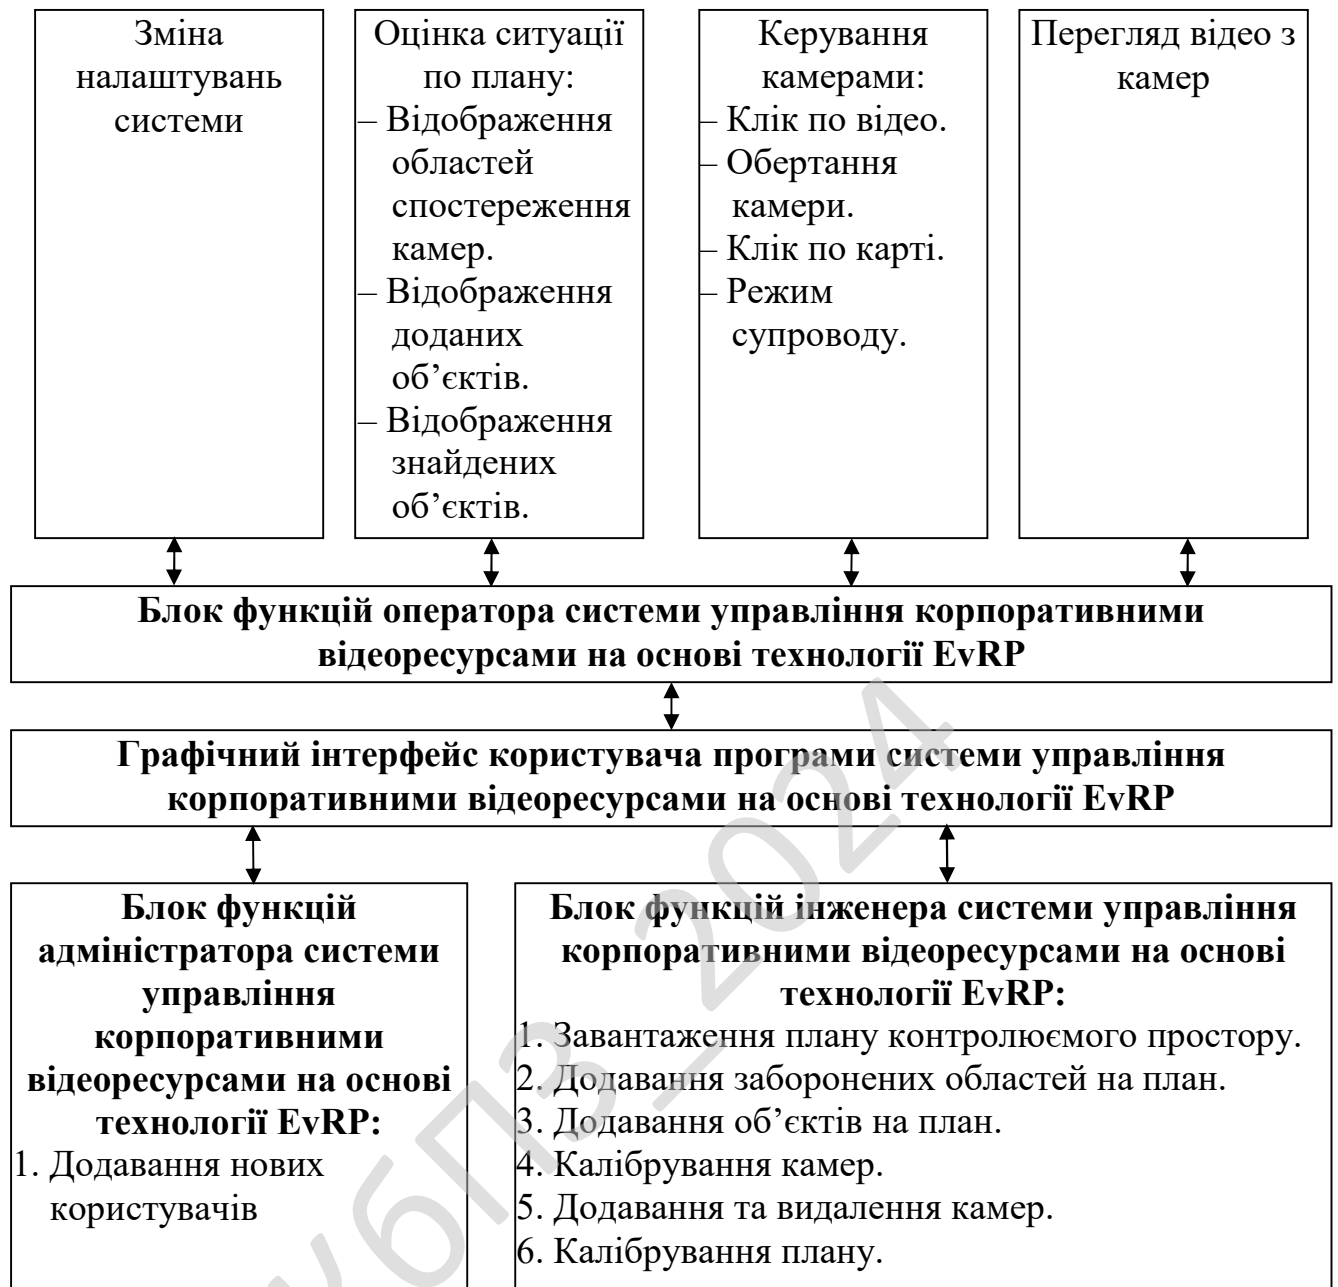 Зміна
налаштувань
системи
Оцінка ситуації
по плану:
– Відображення
областей
спостереження
камер.
– Відображення
доданих
об’єктів.
– Відображення
знайдених
об’єктів.
Керування
камерами:
– Клік по відео.
– Обертання
камери.
– Клік по карті.
– Режим
супроводу.
Перегляд відео з
камер
Блок функцій оператора системи управління корпоративними
відеоресурсами на основі технології EvRP
Графічний інтерфейс користувача програми системи управління
корпоративними відеоресурсами на основі технології EvRP
Блок функцій
адміністратора системи
управління
корпоративними
відеоресурсами на основі
технології EvRP:
1. Додавання нових
користувачів
Блок функцій інженера системи управління
корпоративними відеоресурсами на основі
технології EvRP:
1. Завантаження плану контролюємого простору.
2. Додавання заборонених областей на план.
3. Додавання об’єктів на план.
4. Калібрування камер.
5. Додавання та видалення камер.
6. Калібрування плану.
КбПЗ_2024